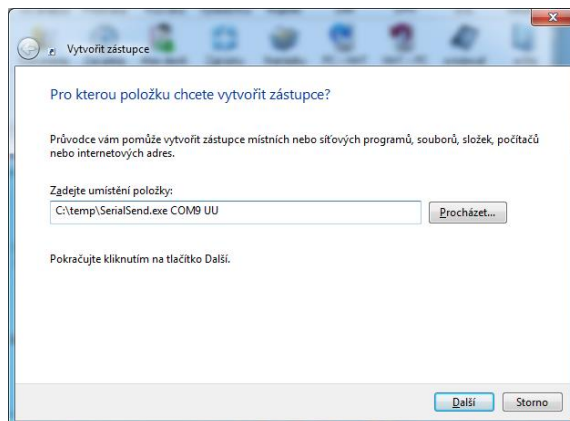 Vytvořit zástupce
Pro kterou položku chcete vytvořit zástupce?
Průvodce vám pomůže vytvořit zástupce místních nebo síťových programů, souborů, složek, počítačů
nebo internetových adres.
Zadejte umístění položky:
C:\temp\SerialSend.exe COM9 UU
Procházet...
Pokračujte kliknutím na tlačítko Další.
Další
Storno